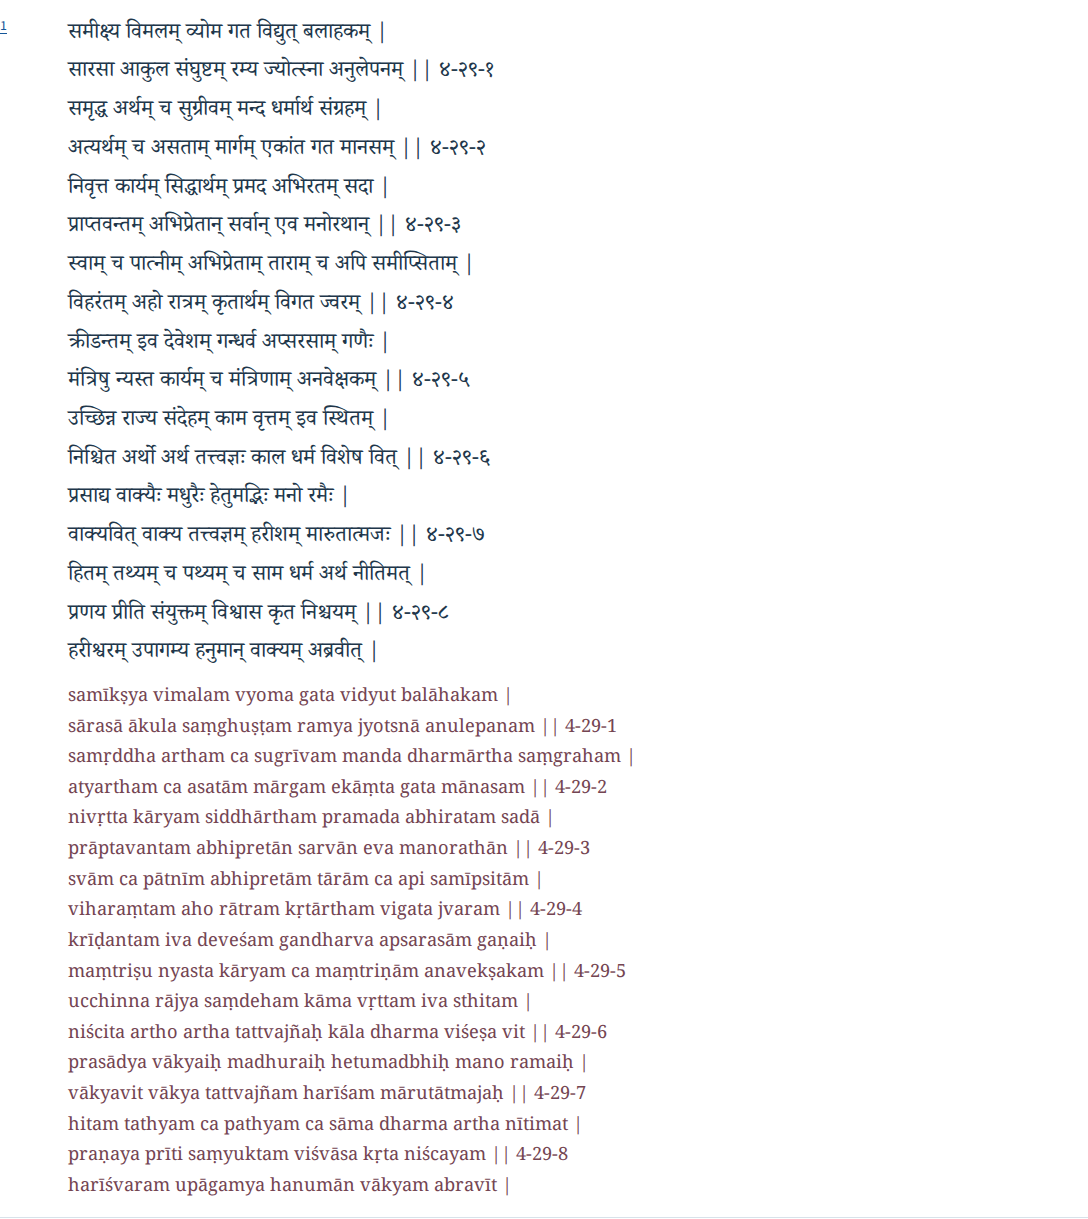 1
समीक्ष्य विमलम् व्योम गत विद्युत् बलाहकम् |
सारसा आकुल संघुष्टम् रम्य ज्योत्स्ना अनुलेपनम् || ४-२९-१
समृद्ध अर्थम् च सुग्रीवम् मन्द धर्मार्थ संग्रहम् |
अत्यर्थम् च असताम् मार्गम् एकांत गत मानसम् || ४-२९-२
निवृत्त कार्यम् सिद्धार्थम् प्रमद अभिरतम् सदा |
प्राप्तवन्तम् अभिप्रेतान् सर्वान् एव मनोरथान् || ४-२९-३
स्वाम् च पात्नीम् अभिप्रेताम् ताराम् च अपि समीप्सिताम् |
विहरंतम् अहो रात्रम् कृतार्थम् विगत ज्वरम् || ४-२९-४
क्रीडन्तम् इव देवेशम् गन्धर्व अप्सरसाम् गणैः |
मंत्रिषु न्यस्त कार्यम् च मंत्रिणाम् अनवेक्षकम् || ४-२९-५
उच्छिन्न राज्य संदेहम् काम वृत्तम् इव स्थितम् |
निश्चित अर्थो अर्थ तत्त्वज्ञः काल धर्म विशेष वित् || ४-२९-६
प्रसाद्य वाक्यैः मधुरैः हेतुमद्भिः मनो रमैः |
वाक्यवित् वाक्य तत्त्वज्ञम् हरीशम् मारुतात्मजः || ४-२९-७
हितम् तथ्यम् च पथ्यम् च साम धर्म अर्थ नीतिमत् |
प्रणय प्रीति संयुक्तम् विश्वास कृत निश्चयम् || ४-२९-८
हरीश्वरम् उपागम्य हनुमान् वाक्यम् अब्रवीत् |
samīkṣya vimalam vyoma gata vidyut balāhakam |
sārasā ākula saṃghuṣṭam ramya jyotsnā anulepanam || 4-29-1
samṛddha artham ca sugrīvam manda dharmārtha saṃgraham |
atyartham ca asatām mārgam ekāṃta gata mānasam || 4-29-2
nivṛtta kāryam siddhārtham pramada abhiratam sadā |
prāptavantam abhipretān sarvān eva manorathān || 4-29-3
svām ca pātnīm abhipretām tārām ca api samīpsitām |
viharaṃtam aho rātram kṛtārtham vigata jvaram || 4-29-4
krīḍantam iva deveśam gandharva apsarasām gaṇaiḥ |
maṃtriṣu nyasta kāryam ca maṃtriṇām anavekṣakam || 4-29-5
ucchinna rājya saṃdeham kāma vṛttam iva sthitam |
niścita artho artha tattvajñaḥ kāla dharma viśeṣa vit || 4-29-6
prasādya vākyaiḥ madhuraiḥ hetumadbhiḥ mano ramaiḥ |
vākyavit vākya tattvajñam harīśam mārutātmajaḥ || 4-29-7
hitam tathyam ca pathyam ca sāma dharma artha nītimat |
praṇaya prīti saṃyuktam viśvāsa kṛta niścayam || 4-29-8
harīśvaram upāgamya hanumān vākyam abravīt |